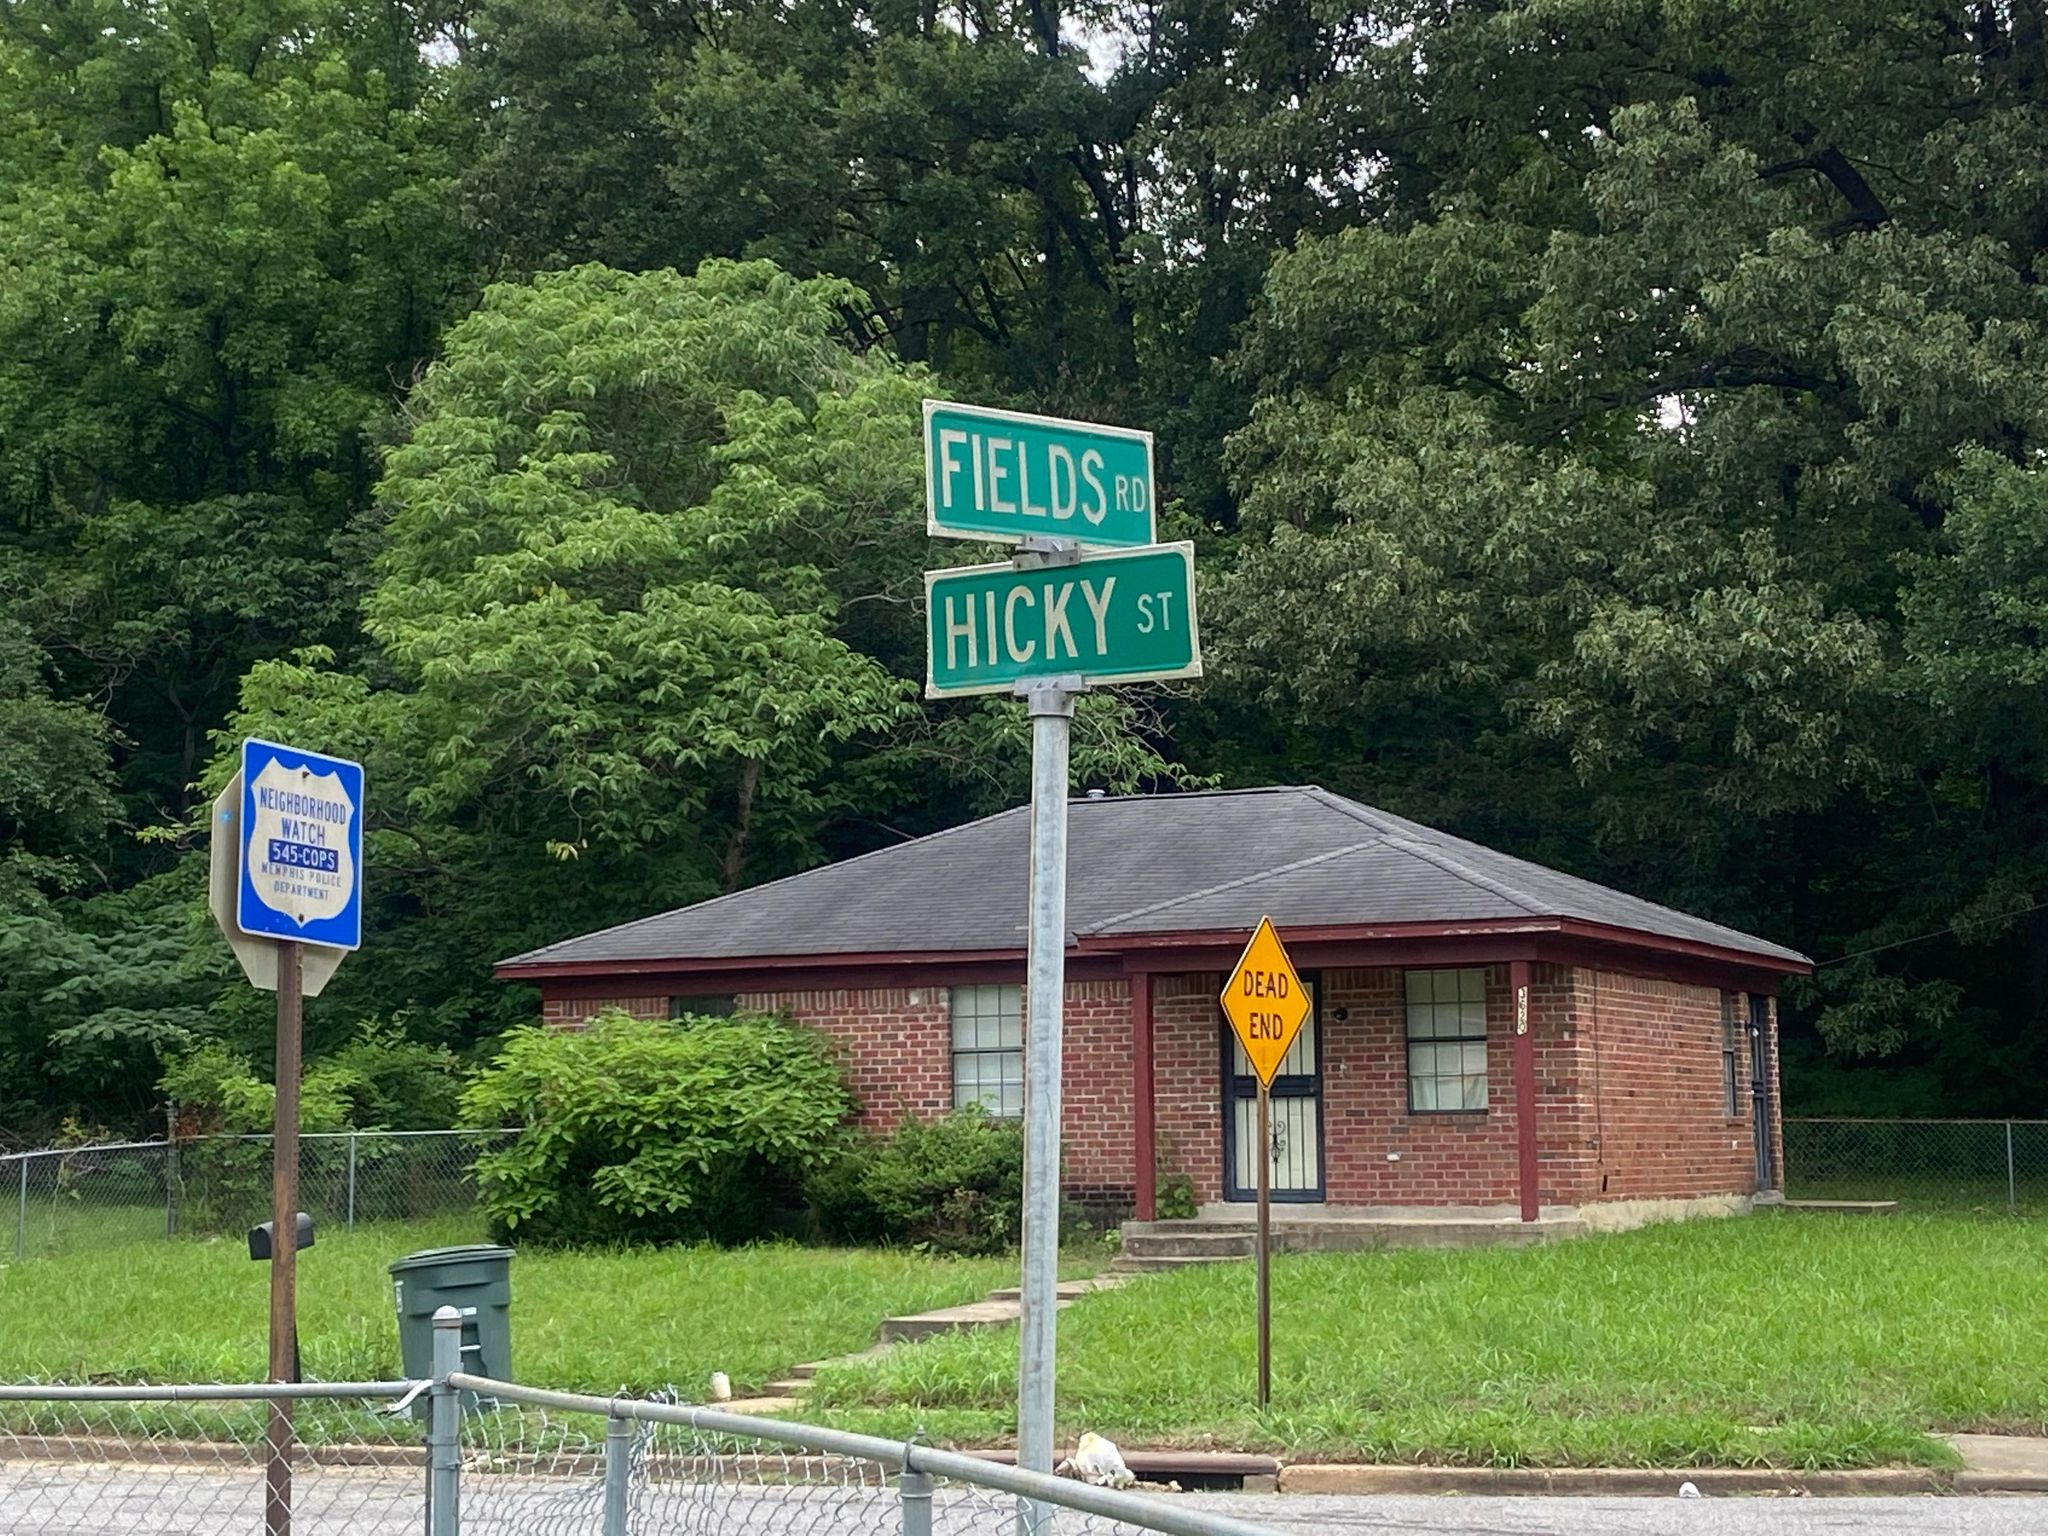 FIELDS RD
HICKY ST
NEIGHBORHOOD
WATCH
545-COPS
MEMPHIS POLICE
DEPARTMENT
DEAD
END